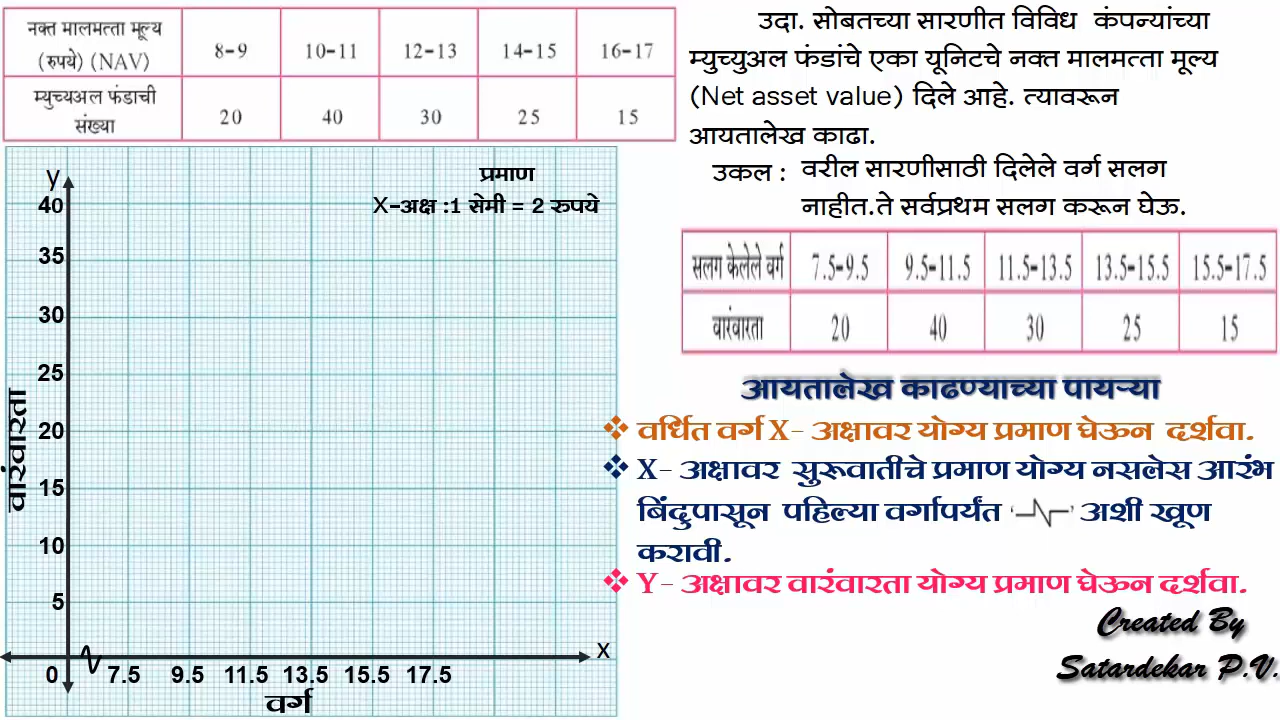 नक्त मालमत्ता मूल्य
(रुपये) (NAV)
8-9 10-11 12-13 14-15 16-17
म्युच्यअल फंडाची
संख्या
20 40 30 25 15
उदा. सोबतच्या सारणीत विविध कंपन्यांच्या
म्युच्युअल फंडांचे एका यूनिटचे नक्त मालमत्ता मूल्य
(Net asset value) दिले आहे. त्यावरून
आयतालेख काढा.
उकल : वरील सारणीसाठी दिलेले वर्ग सलग
नाहीत.ते सर्वप्रथम सलग करून घेऊ.
सलग केलेले वर्ग 7.5-9.5 9.5-11.5 11.5-13.5 13.5-15.5 15.5-17.5
वारंवारता 20 40 30 25 15
आयतालेख काढण्याच्या पायऱ्या
वर्धित वर्ग X- अक्षावर योग्य प्रमाण घेऊन दर्शवा.
X- अक्षावर सुरूवातीचे प्रमाण योग्य नसलेस आरंभ
बिंदुपासून पहिल्या वर्गापर्यंत ' ' अशी खूण
करावी.
Y- अक्षावर वारंवारता योग्य प्रमाण घेऊन दर्शवा.
Created By
Satardekar P.V.
प्रमाण
X-अक्ष :1 सेमी = 2 रुपये
Y
40
35
30
25
20
15
10
5
वारंवारता
X
0 7.5 9.5 11.5 13.5 15.5 17.5
वर्ग